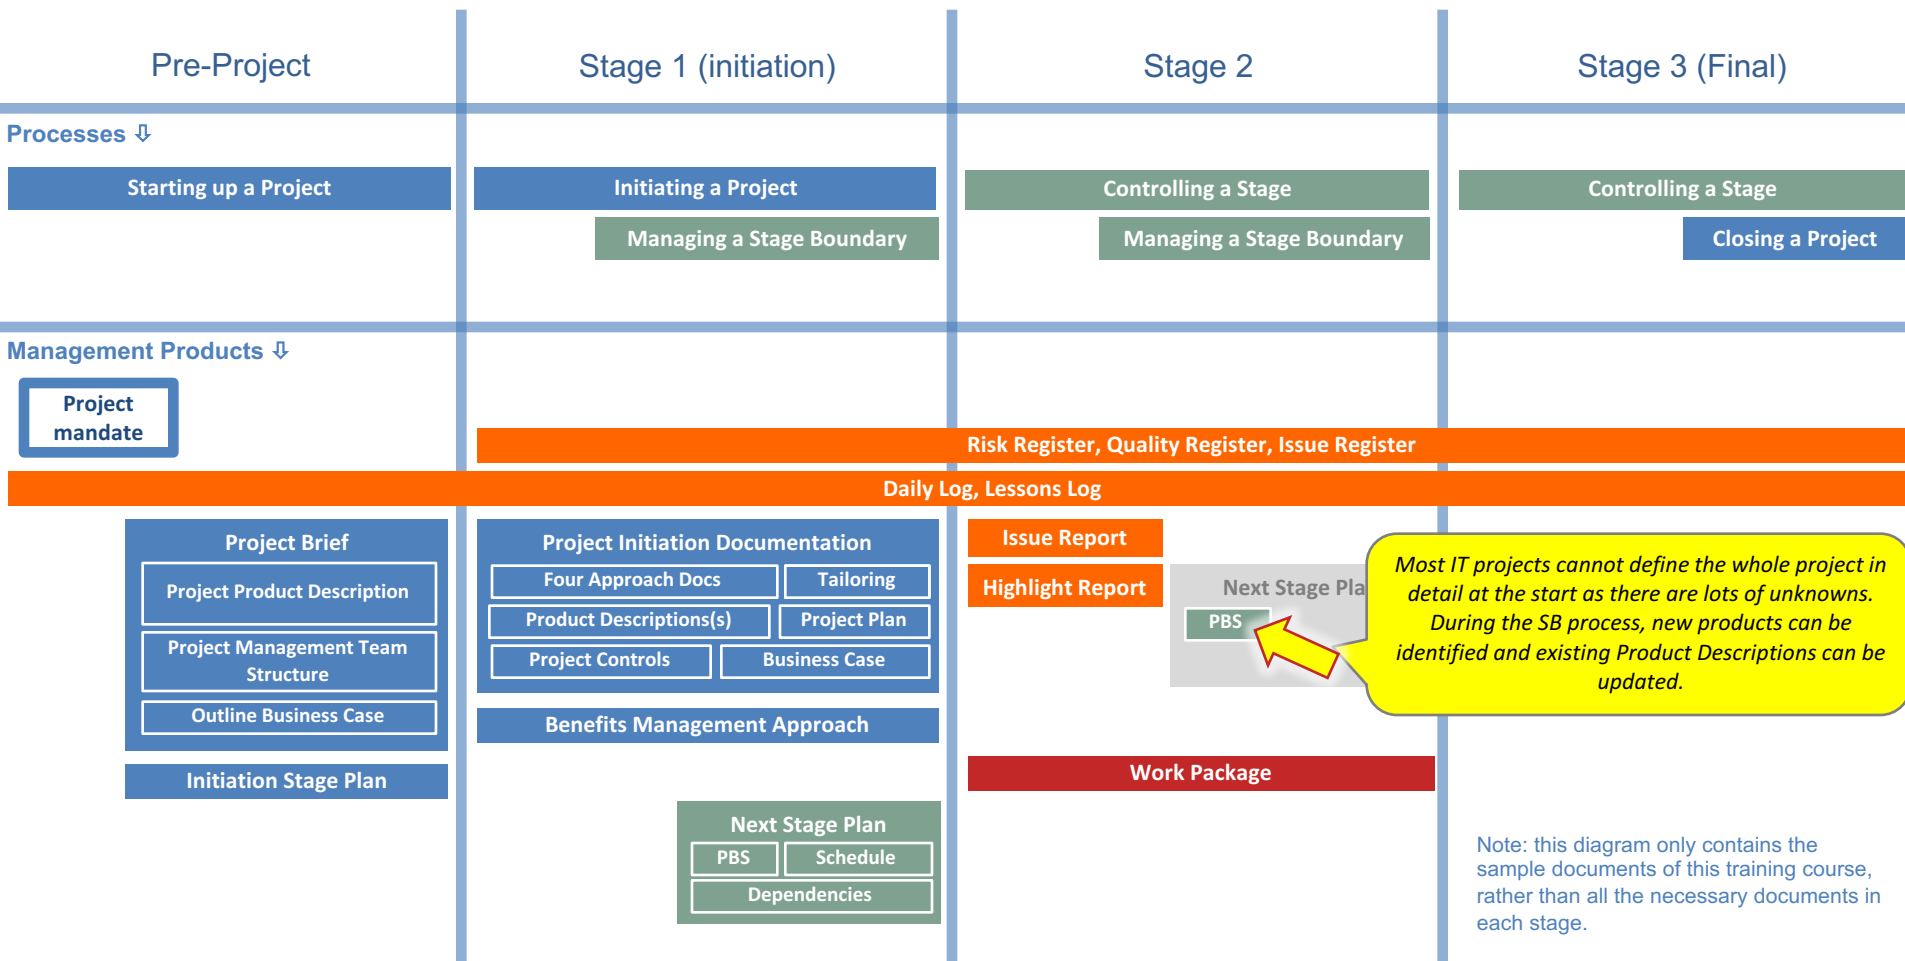 Pre-Project
Stage 1 (initiation)
Stage 2
Stage 3 (Final)
Processes ⇩
Starting up a Project
Initiating a Project
Controlling a Stage
Controlling a Stage
Managing a Stage Boundary
Managing a Stage Boundary
Closing a Project
Management Products ⇩
Project
mandate
Risk Register, Quality Register, Issue Register
Daily Log, Lessons Log
Project Brief
Project Product Description
Project Management Team
Structure
Outline Business Case
Initiation Stage Plan
Project Initiation Documentation
Four Approach Docs
Tailoring
Product Descriptions(s)
Project Plan
Project Controls
Business Case
Benefits Management Approach
Next Stage Plan
PBS
Schedule
Dependencies
Issue Report
Highlight Report
Next Stage Pla
PBS
Work Package
Most IT projects cannot define the whole project in
detail at the start as there are lots of unknowns.
During the SB process, new products can be
identified and existing Product Descriptions can be
updated.
Note: this diagram only contains the
sample documents of this training course,
rather than all the necessary documents in
each stage.